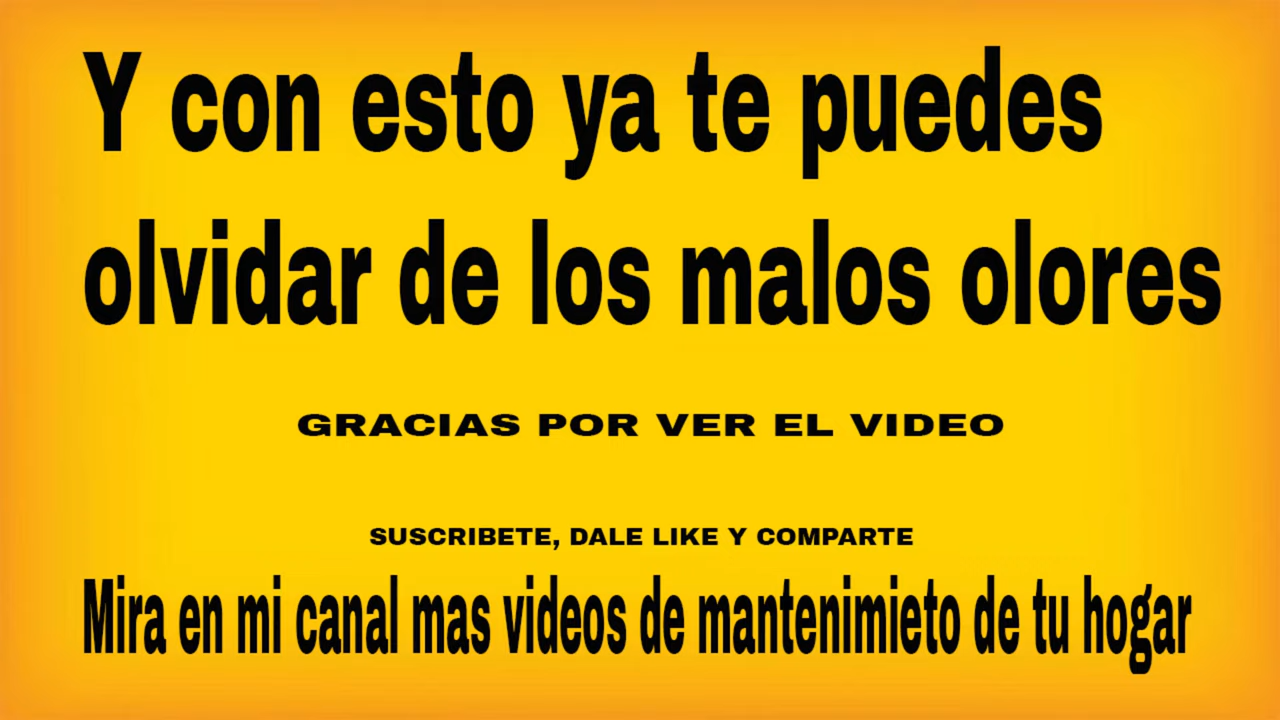 Y con esto ya te puedes
olvidar de los malos olores
GRACIAS POR VER EL VIDEO
SUSCRIBETE, DALE LIKE Y COMPARTE
Mira en mi canal mas videos de mantenimieto de tu hogar